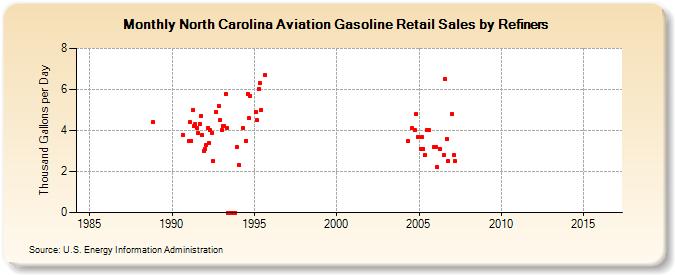 Monthly North Carolina Aviation Gasoline Retail Sales by Refiners
Thousand Gallons per Day
8
6
4
2
0
1985 1990 1995 2000 2005 2010 2015
Source: U.S. Energy Information Administration